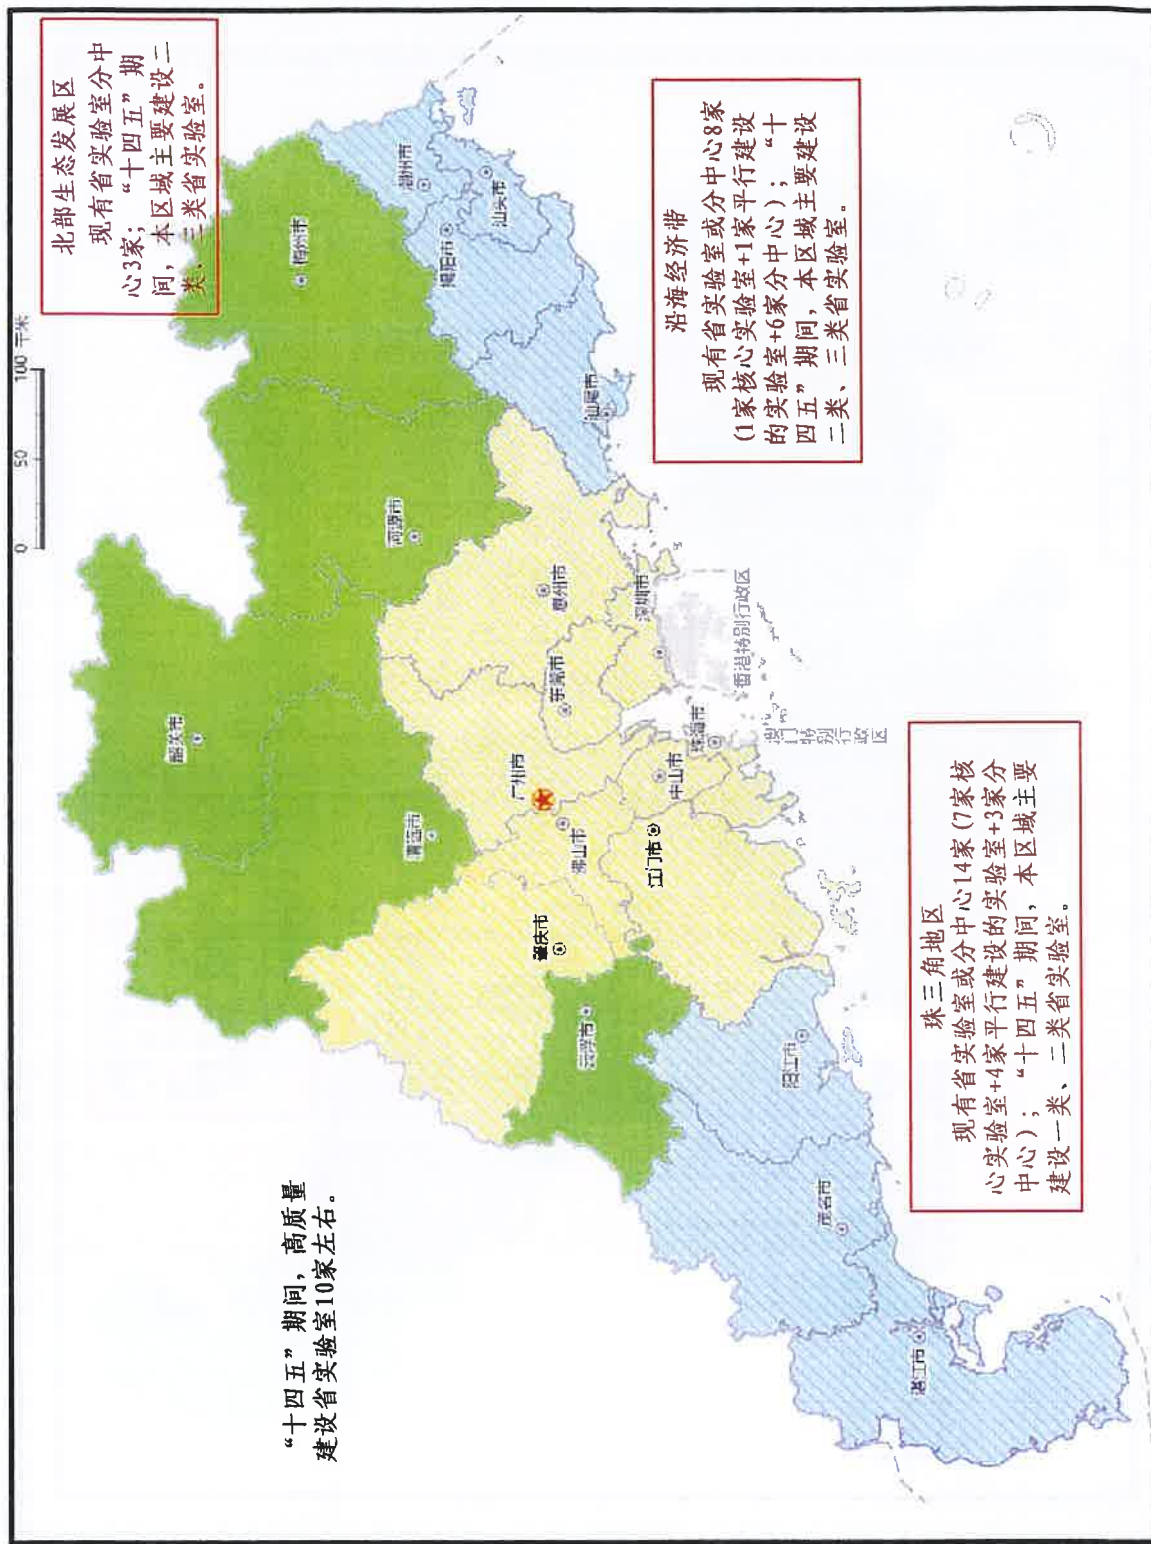 0 50 100 千米
北部生态发展区
现有省实验室分中
心3家；“十四五”期
间，本区域主要建设二
类、三类省实验室。
韶关市
梅州市
清远市
河源市
潮州市
揭阳市
汕头市
汕尾市
广州市
惠州市
东莞市
深圳市
佛山市
肇庆市
云浮市
江门市
中山市
珠海市
香港特别行政区
澳门
特别
行政区
阳江市
茂名市
湛江市
“十四五”期间，高质量
建设省实验室10家左右。
沿海经济带
现有省实验室或分中心8家
(1家核心实验室+1家平行建设
的实验室+6家分中心)；“十
四五”期间，本区域主要建设
二类、三类省实验室。
珠三角地区
现有省实验室或分中心14家(7家核
心实验室+4家平行建设的实验室+3家分
中心)；“十四五”期间，本区域主要
建设一类、二类省实验室。